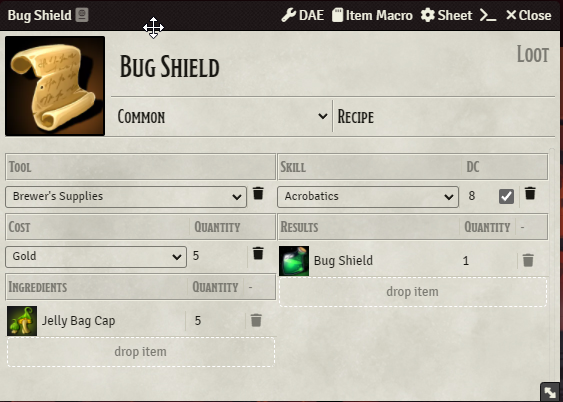 Bug Shield DAE Item Macro Sheet Close
Bug Shield Loot
Common Recipe
Tool Skill DC
Brewer's Supplies Acrobatics 8
Cost Quantity Results Quantity -
Gold 5
Bug Shield 1
Ingredients Quantity -
drop item
Jelly Bag Cap 5
drop item